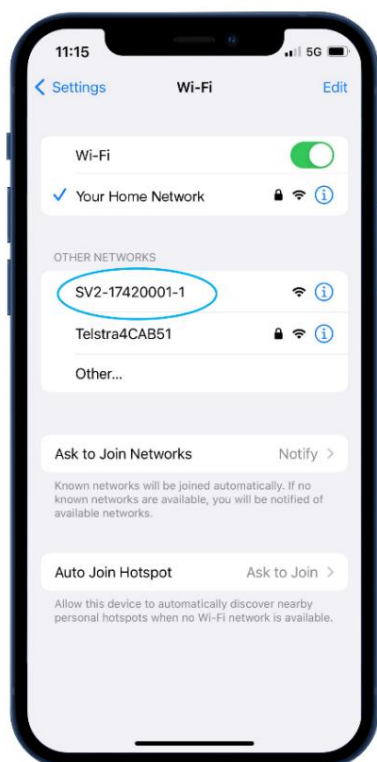 11:15 5G
Settings Wi-Fi Edit
Wi-Fi
Your Home Network
OTHER NETWORKS
SV2-17420001-1
Telstra4CAB51
Other...
Ask to Join Networks Notify
Known networks will be joined automatically. If no
known networks are available, you will be notified of
available networks.
Auto Join Hotspot Ask to Join
Allow this device to automatically discover nearby
personal hotspots when no Wi-Fi network is available.